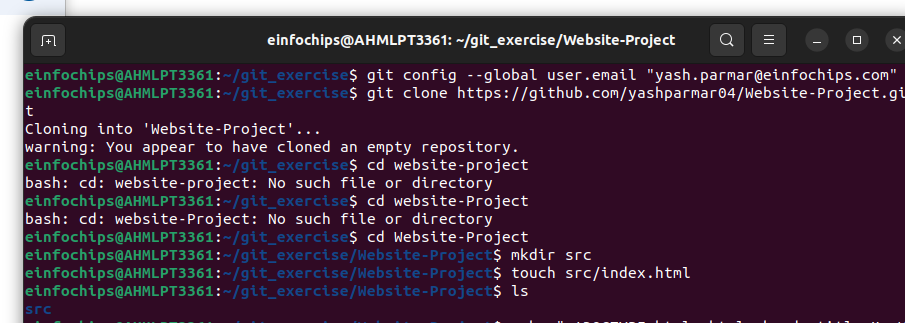 einfochips@AHMLPT3361: ~/git_exercise/Website-Project
einfochips@AHMLPT3361:~/git_exercise$ git config --global user.email "yash.parmar@einfochips.com"
einfochips@AHMLPT3361:~/git_exercise$ git clone https://github.com/yashparmar04/Website-Project.gi
t
Cloning into 'Website-Project'...
warning: You appear to have cloned an empty repository.
einfochips@AHMLPT3361:~/git_exercise$ cd website-project
bash: cd: website-project: No such file or directory
einfochips@AHMLPT3361:~/git_exercise$ cd website-Project
bash: cd: website-Project: No such file or directory
einfochips@AHMLPT3361:~/git_exercise$ cd Website-Project
einfochips@AHMLPT3361:~/git_exercise/Website-Project$ mkdir src
einfochips@AHMLPT3361:~/git_exercise/Website-Project$ touch src/index.html
einfochips@AHMLPT3361:~/git_exercise/Website-Project$ ls
src